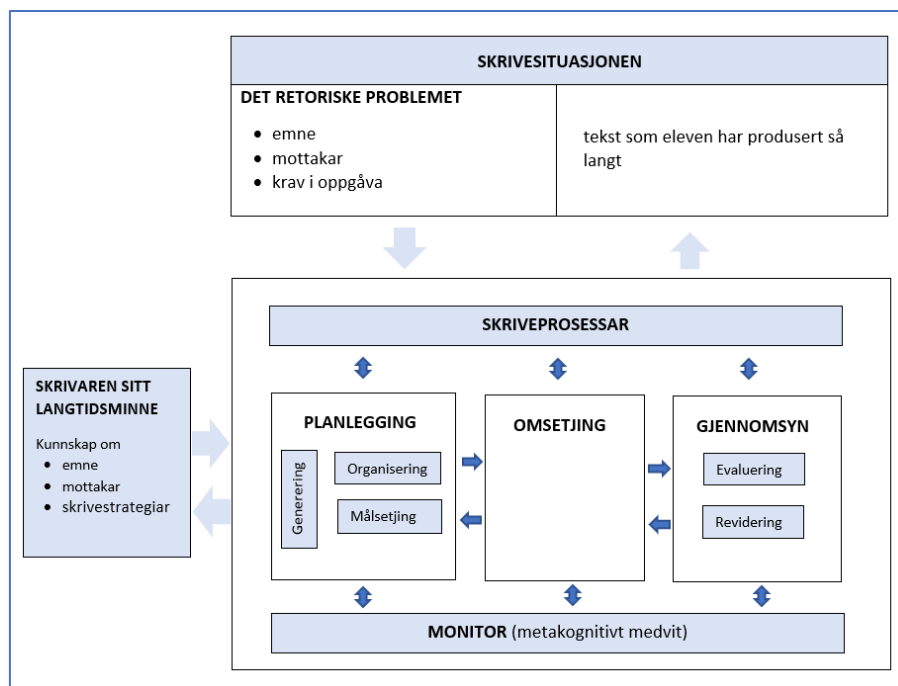 SKRIVESITUASJONEN
DET RETORISKE PROBLEMET
• emne
• mottakar
• krav i oppgåva
tekst som eleven har produsert så
langt
SKRIVEPROSESSAR
SKRIVAREN SITT
LANGTIDSMINNE
Kunnskap om
• emne
• mottakar
• skrivestrategiar
PLANLEGGING
Generering
Organisering
Målsetjing
OMSETJING
GJENNOMSYN
Evaluering
Revidering
MONITOR (metakognitivt medvit)